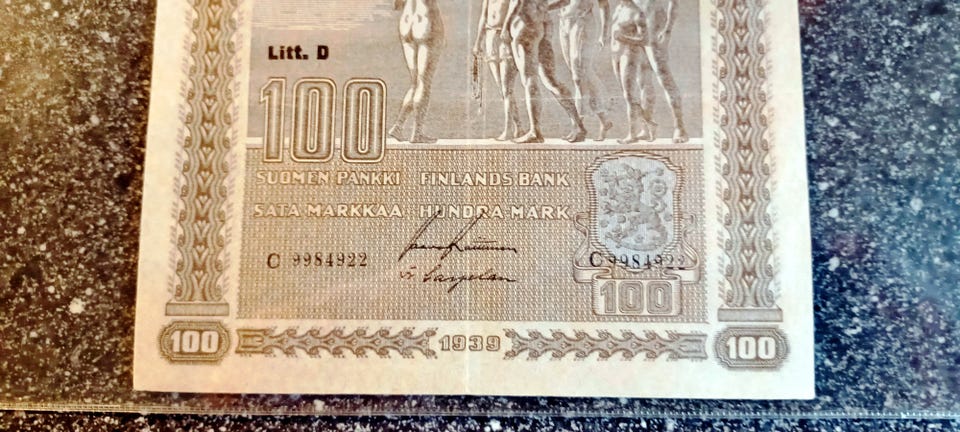 Litt. D
100
SUOMEN PANKKI FINLANDS BANK
SATA MARKKAA HUNDRA MARK
C 9984922
C 9984922
100
100
1939
100